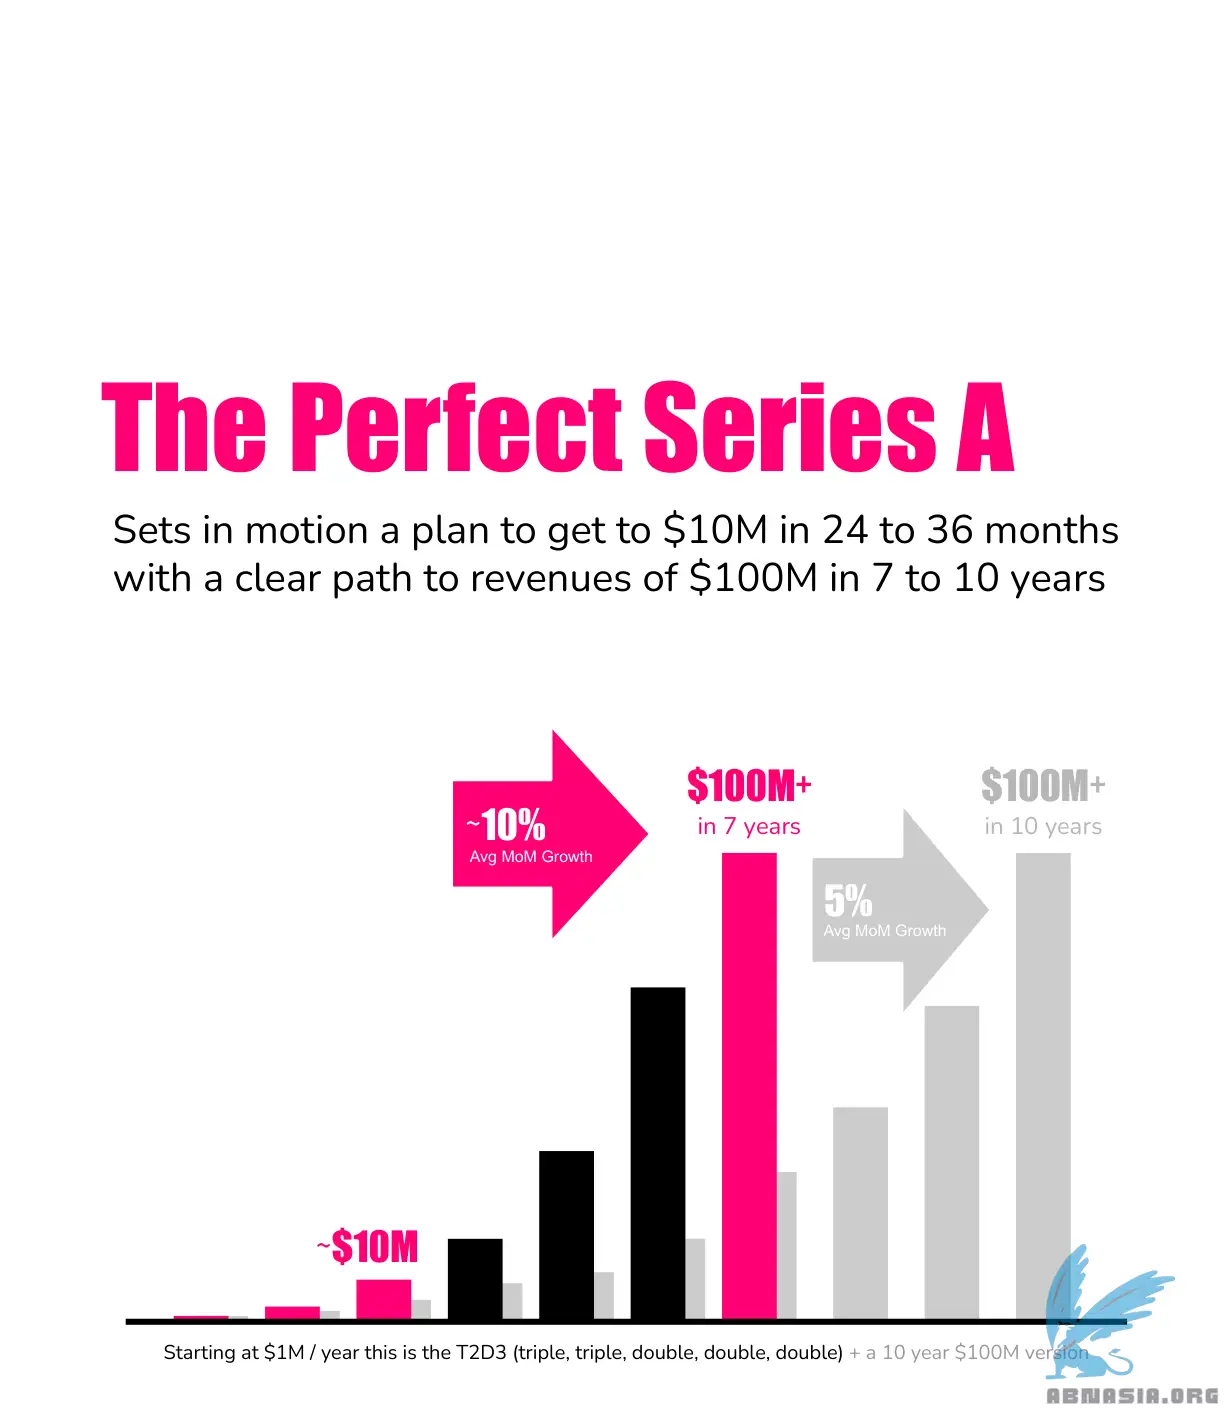 The Perfect Series A
Sets in motion a plan to get to $10M in 24 to 36 months
with a clear path to revenues of $100M in 7 to 10 years
~10%
Avg MoM Growth
$100M+
in 7 years
$100M+
in 10 years
5%
Avg MoM Growth
~$10M
Starting at $1M / year this is the T2D3 (triple, triple, double, double, double) + a 10 year $100M version
ABNASIA.ORG